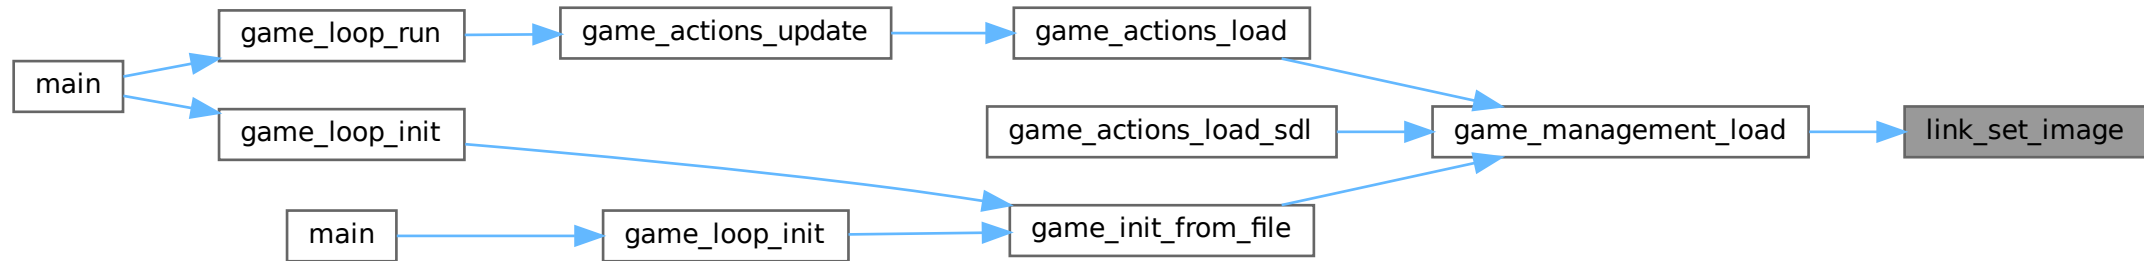 main
game_loop_run
game_actions_update
game_actions_load
game_loop_init
game_actions_load_sdl
game_management_load
link_set_image
main
game_loop_init
game_init_from_file